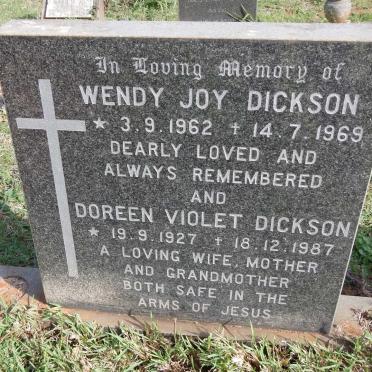 In Loving Memory of
WENDY JOY DICKSON
* 3.9.1962 † 14.7.1969
DEARLY LOVED AND
ALWAYS REMEMBERED
AND
DOREEN VIOLET DICKSON
* 19.9.1927 † 18.12.1987
A LOVING WIFE, MOTHER
AND GRANDMOTHER
BOTH SAFE IN THE
ARMS OF JESUS